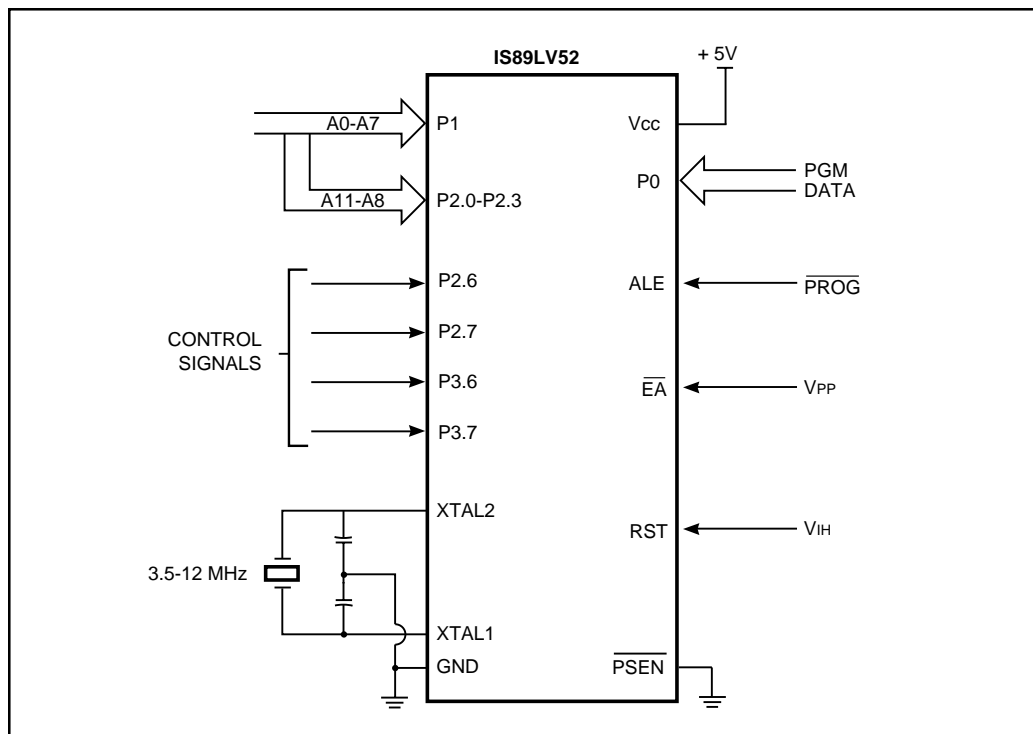 IS89LV52
+ 5V
A0-A7
P1
Vcc
P0
PGM
DATA
A11-A8
P2.0-P2.3
P2.6
ALE
PROG
CONTROL
SIGNALS
P2.7
P3.6
EA
VPP
P3.7
XTAL2
RST
VIH
3.5-12 MHz
XTAL1
GND
PSEN